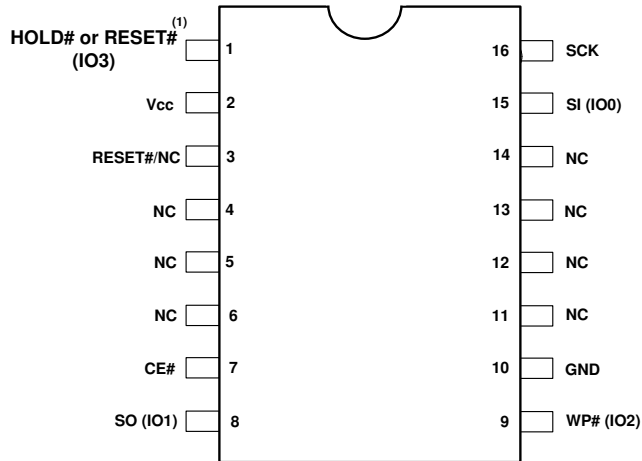 HOLD# or RESET# (1)
(IO3)
1
16
SCK
Vcc
2
15
SI (IO0)
RESET#/NC
3
14
NC
NC
4
13
NC
NC
5
12
NC
NC
6
11
NC
CE#
7
10
GND
SO (IO1)
8
9
WP# (IO2)